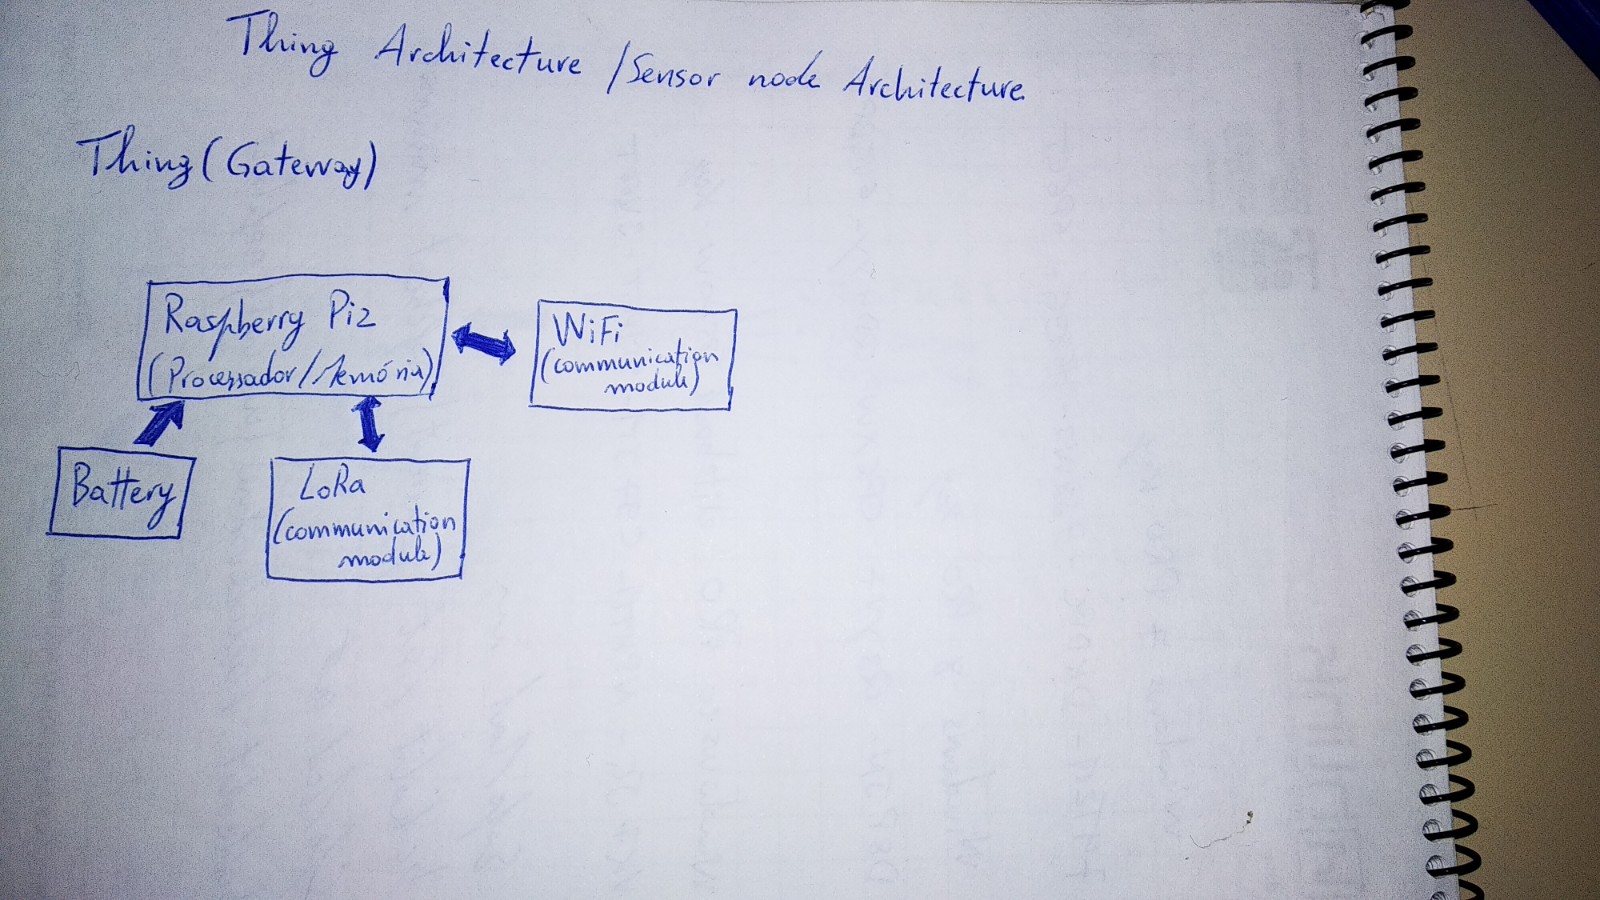 Thing Architecture / Sensor node Architecture
Thing (Gateway)
Raspberry Pi2
(Processador/Memória)
WiFi
(communication
module)
Battery
LoRa
(communication
module)